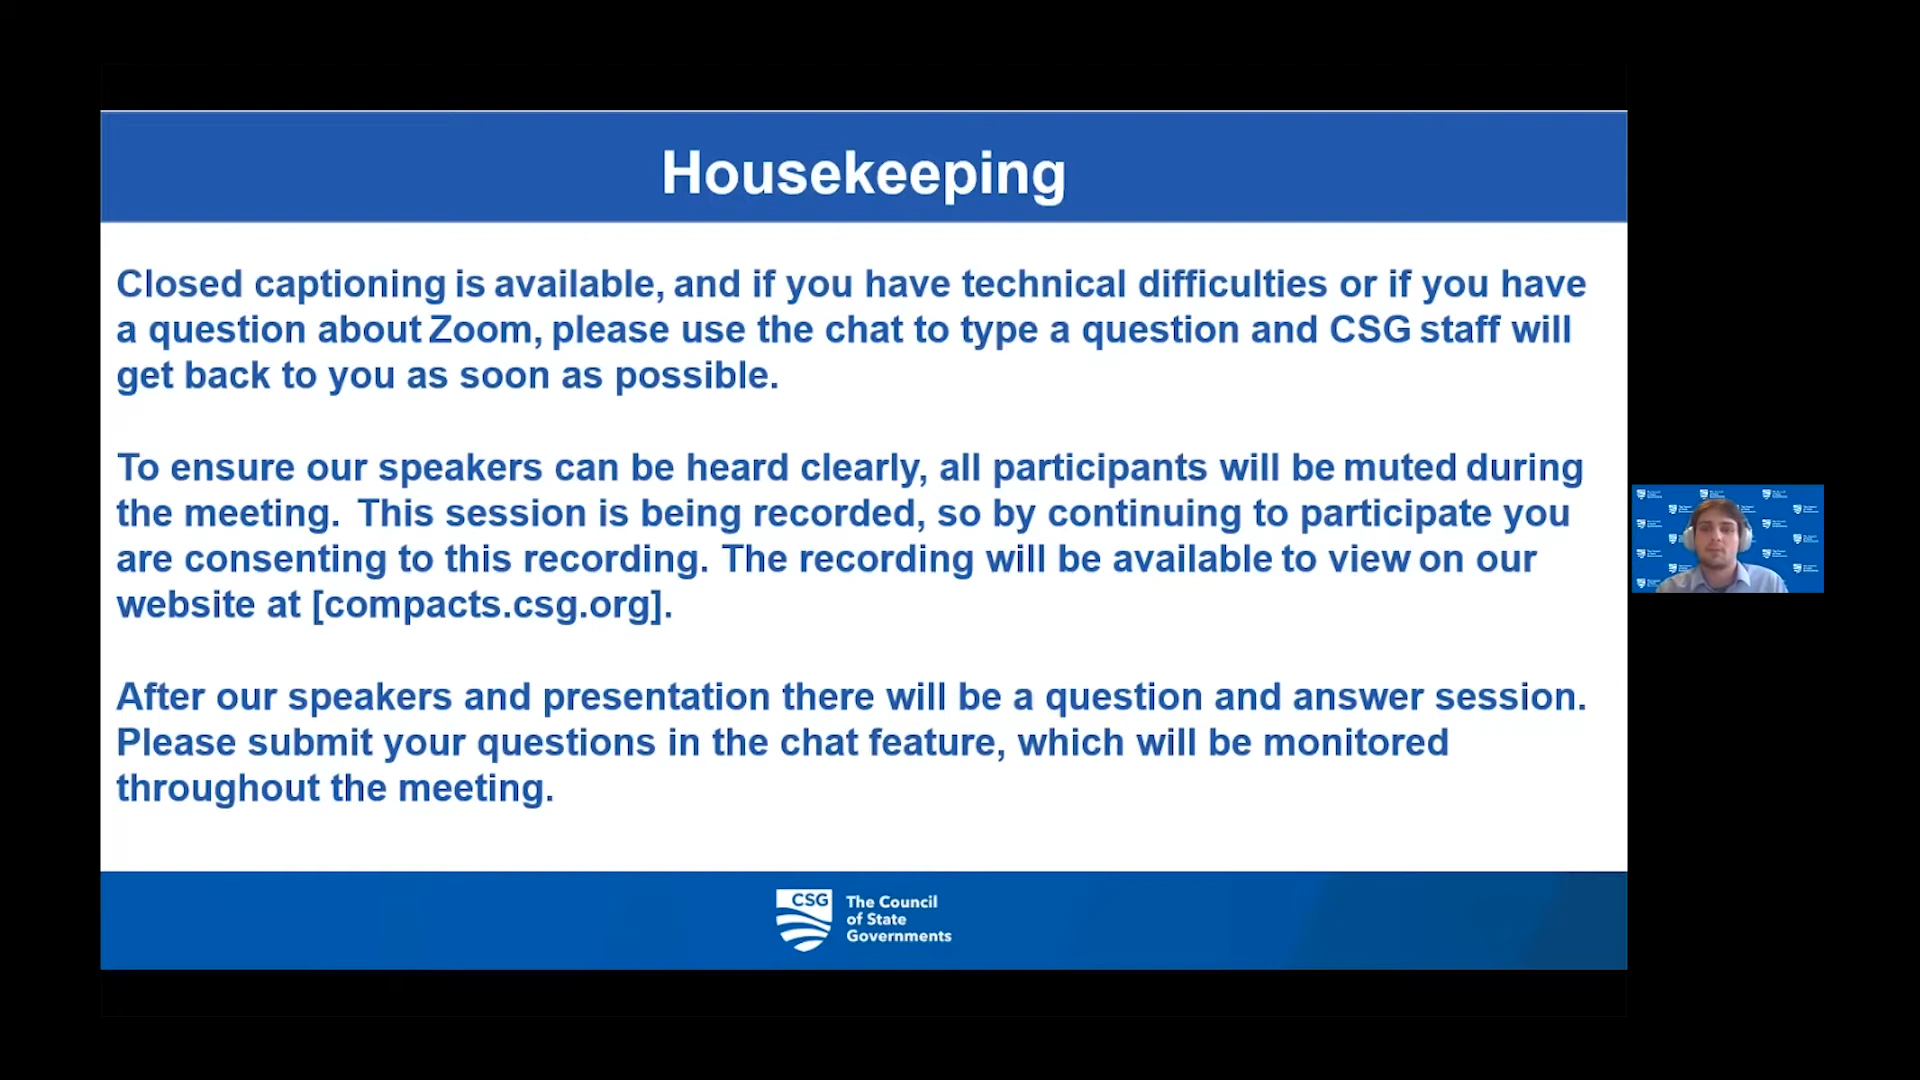 Housekeeping
Closed captioning is available, and if you have technical difficulties or if you have
a question about Zoom, please use the chat to type a question and CSG staff will
get back to you as soon as possible.
To ensure our speakers can be heard clearly, all participants will be muted during
the meeting. This session is being recorded, so by continuing to participate you
are consenting to this recording. The recording will be available to view on our
website at [compacts.csg.org].
After our speakers and presentation there will be a question and answer session.
Please submit your questions in the chat feature, which will be monitored
throughout the meeting.
CSG
The Council
of State
Governments